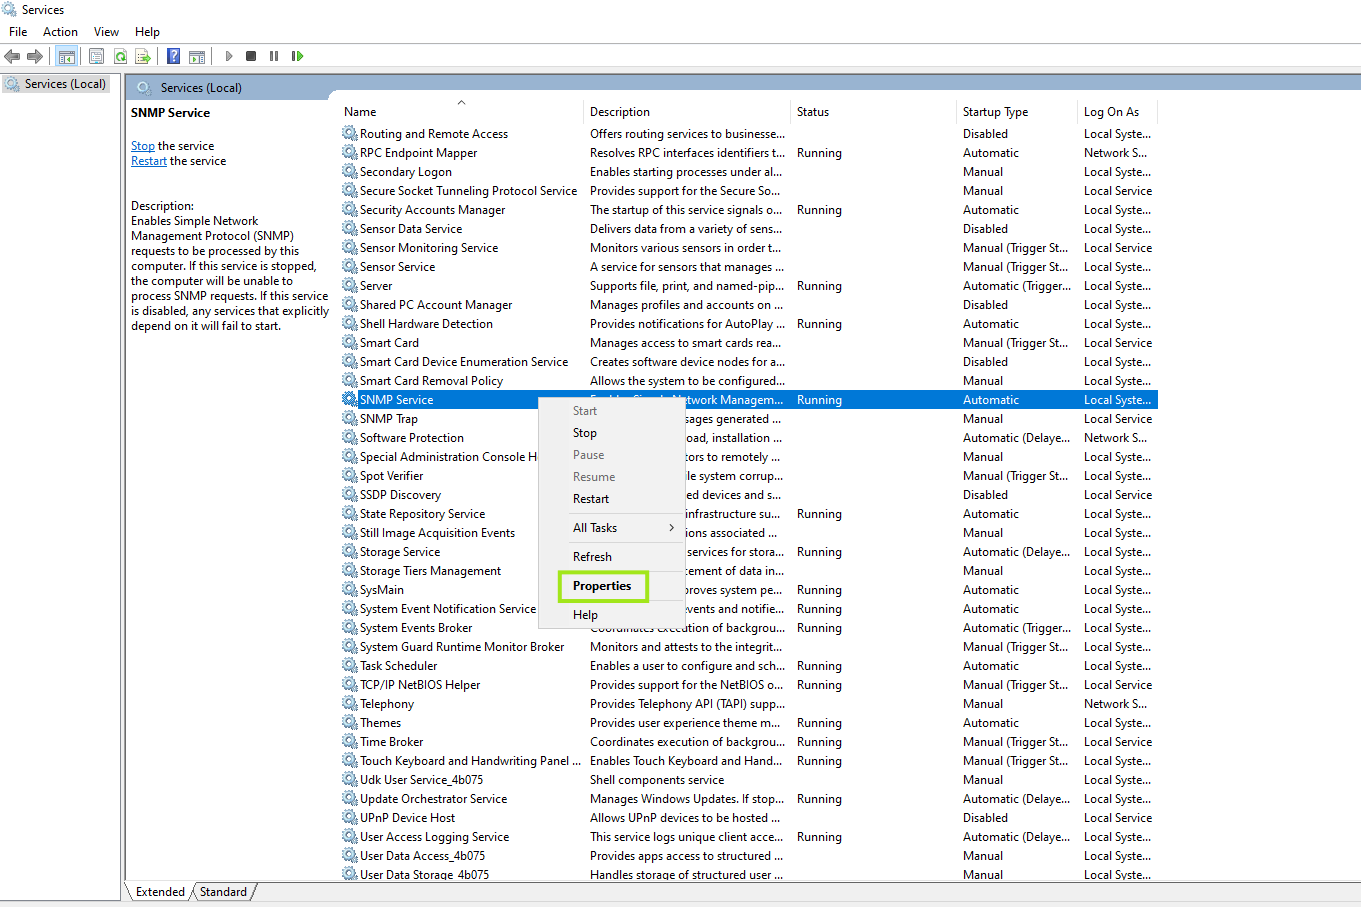 Services
File Action View Help
Services (Local)
Services (Local)
SNMP Service
Stop the service
Restart the service
Description:
Enables Simple Network
Management Protocol (SNMP)
requests to be processed by this
computer. If this service is stopped,
the computer will be unable to
process SNMP requests. If this service
is disabled, any services that explicitly
depend on it will fail to start.
Name Description Status Startup Type Log On As
Routing and Remote Access Offers routing services to businesse... Disabled Local Syste...
RPC Endpoint Mapper Resolves RPC interfaces identifiers t... Running Automatic Network S...
Secondary Logon Enables starting processes under al... Manual Local Syste...
Secure Socket Tunneling Protocol Service Provides support for the Secure So... Manual Local Service
Security Accounts Manager The startup of this service signals o... Running Automatic Local Syste...
Sensor Data Service Delivers data from a variety of sens... Disabled Local Syste...
Sensor Monitoring Service Monitors various sensors in order t... Manual (Trigger St... Local Service
Sensor Service A service for sensors that manages ... Manual (Trigger St... Local Syste...
Server Supports file, print, and named-pip... Running Automatic (Trigger... Local Syste...
Shared PC Account Manager Manages profiles and accounts on ... Disabled Local Syste...
Shell Hardware Detection Provides notifications for AutoPlay ... Running Automatic Local Syste...
Smart Card Manages access to smart cards rea... Manual (Trigger St... Local Service
Smart Card Device Enumeration Service Creates software device nodes for a... Disabled Local Syste...
Smart Card Removal Policy Allows the system to be configured... Manual Local Syste...
SNMP Service Network Managem... Running Automatic Local Syste...
SNMP Trap sages generated ... Manual Local Service
Software Protection oad, installation ... Automatic (Delaye... Network S...
Special Administration Console H tors to remotely ... Manual Local Syste...
Spot Verifier le system corrup... Manual (Trigger St... Local Syste...
SSDP Discovery ed devices and s... Disabled Local Service
State Repository Service infrastructure su... Running Automatic Local Syste...
Still Image Acquisition Events ions associated ... Manual Local Syste...
Storage Service services for stora... Running Automatic (Delaye... Local Syste...
Storage Tiers Management cement of data in... Manual Local Syste...
SysMain proves system pe... Running Automatic Local Syste...
System Event Notification Service events and notifie... Running Automatic Local Syste...
System Events Broker Coordinates execution of backgrou... Running Automatic (Trigger... Local Syste...
System Guard Runtime Monitor Broker Monitors and attests to the integrit... Manual (Trigger St... Local Syste...
Task Scheduler Enables a user to configure and sch... Running Automatic Local Syste...
TCP/IP NetBIOS Helper Provides support for the NetBIOS o... Running Manual (Trigger St... Local Service
Telephony Provides Telephony API (TAPI) supp... Manual Network S...
Themes Provides user experience theme m... Running Automatic Local Syste...
Time Broker Coordinates execution of backgrou... Running Manual (Trigger St... Local Service
Touch Keyboard and Handwriting Panel ... Enables Touch Keyboard and Hand... Running Manual (Trigger St... Local Syste...
Udk User Service_4b075 Shell components service Manual Local Syste...
Update Orchestrator Service Manages Windows Updates. If stop... Running Automatic (Delaye... Local Syste...
UPnP Device Host Allows UPnP devices to be hosted ... Disabled Local Service
User Access Logging Service This service logs unique client acce... Running Automatic (Delaye... Local Syste...
User Data Access_4b075 Provides apps access to structured ... Manual Local Syste...
User Data Storage_4b075 Handles storage of structured user ... Manual Local Syste...
Start
Stop
Pause
Resume
Restart
All Tasks
Refresh
Properties
Help
Extended Standard